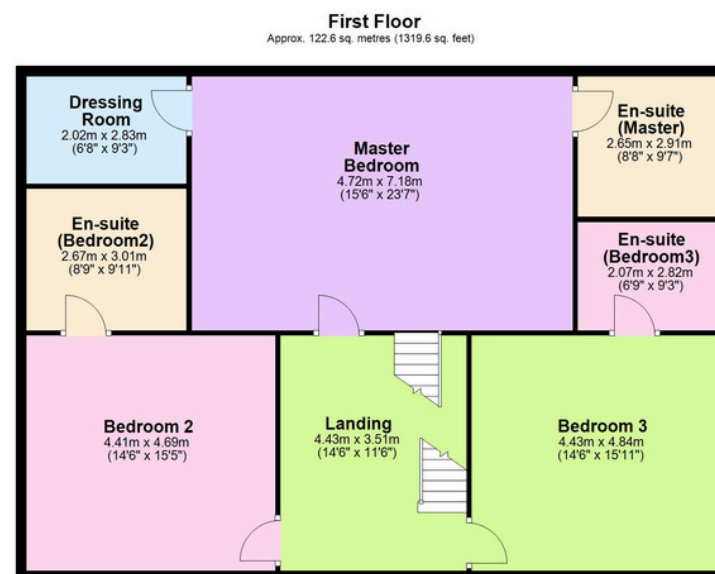 First Floor
Approx. 122.6 sq. metres (1319.6 sq. feet)
Dressing
Room
2.02m x 2.83m
(6'8" x 9'3")
Master
Bedroom
4.72m x 7.18m
(15'6" x 23'7")
En-suite
(Master)
2.65m x 2.91m
(8'8" x 9'7")
En-suite
(Bedroom2)
2.67m x 3.01m
(8'9" x 9'11")
En-suite
(Bedroom3)
2.07m x 2.82m
(6'9" x 9'3")
Bedroom 2
4.41m x 4.69m
(14'6" x 15'5")
Landing
4.43m x 3.51m
(14'6" x 11'6")
Bedroom 3
4.43m x 4.84m
(14'6" x 15'11")